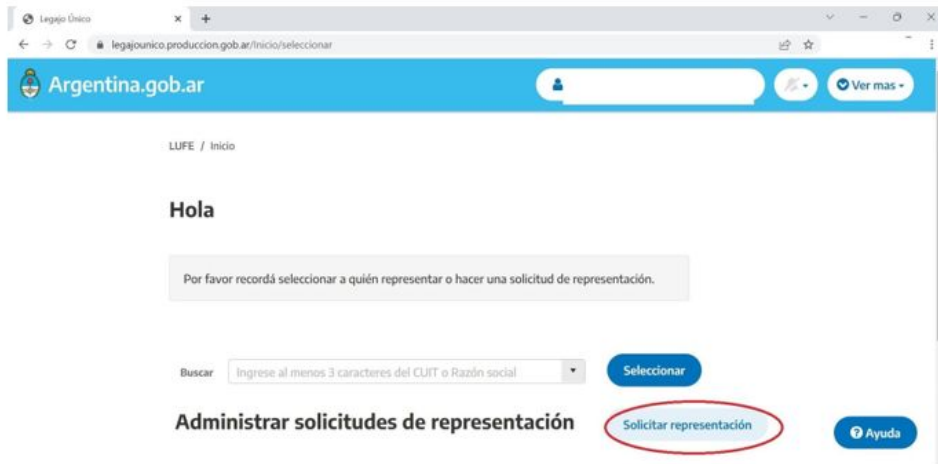 Legajo Único
legajounico.produccion.gob.ar/Inicio/seleccionar
Argentina.gob.ar
Ver mas
LUFE / Inicio
Hola
Por favor recordá seleccionar a quién representar o hacer una solicitud de representación.
Buscar Ingrese al menos 3 caracteres del CUIT o Razón social Seleccionar
Administrar solicitudes de representación Solicitar representación
Ayuda